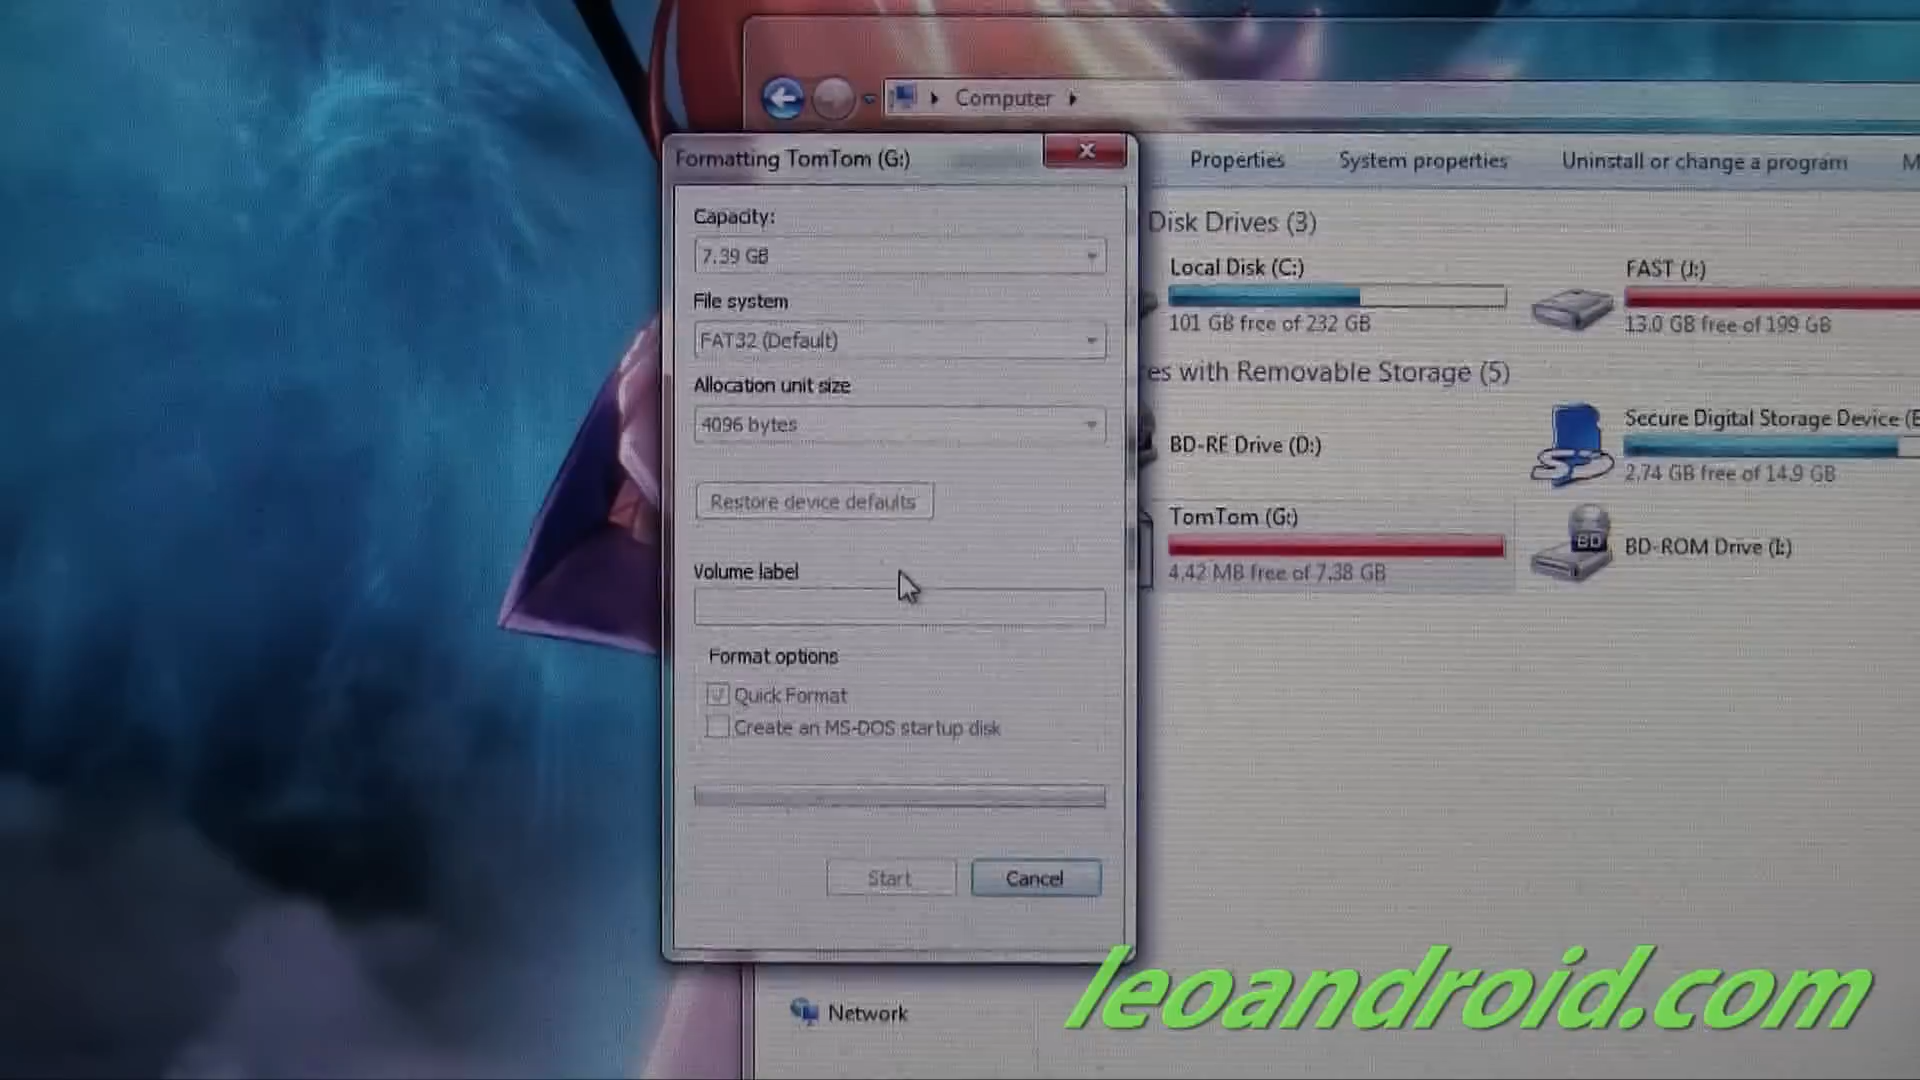 Computer
Formatting TomTom (G:)
Properties
System properties
Uninstall or change a program
Capacity:
7.39 GB
File system
FAT32 (Default)
Allocation unit size
4096 bytes
Restore device defaults
Volume label
Format options
Quick Format
Create an MS-DOS startup disk
Start
Cancel
Disk Drives (3)
Local Disk (C:)
101 GB free of 232 GB
FAST (J:)
13.0 GB free of 199 GB
es with Removable Storage (5)
BD-RE Drive (D:)
Secure Digital Storage Device (E
2.74 GB free of 14.9 GB
TomTom (G:)
4.42 MB free of 7.38 GB
BD
BD-ROM Drive (I:)
Network
leoandroid.com